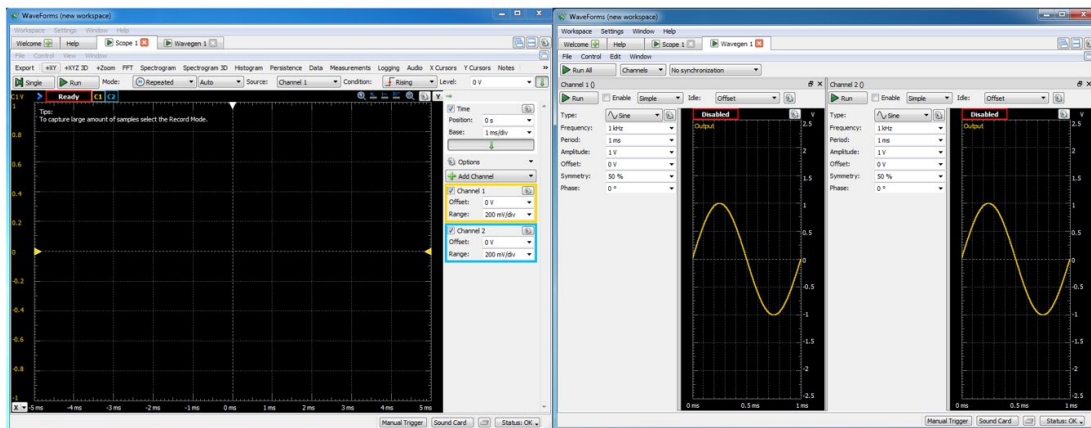 WaveForms (new workspace)
Workspace Settings Window Help
Welcome Help Scope 1 Wavegen 1
File Control View Window
Export +XY +XYZ 3D +Zoom FFT Spectrogram Spectrogram 3D Histogram Persistence Data Measurements Logging Audio X Cursors Y Cursors Notes »
Single Run Mode: Repeated Auto Source: Channel 1 Condition: Rising Level: 0 V
C1 V Ready C1 C2 Y
Tips:
To capture large amount of samples select the Record Mode.
1
0.8
0.6
0.4
0.2
0
-0.2
-0.4
-0.6
-0.8
-1
X -5 ms -4 ms -3 ms -2 ms -1 ms 0 ms 1 ms 2 ms 3 ms 4 ms 5 ms
Time
Position: 0 s
Base: 1 ms/div
Options
Add Channel
Channel 1
Offset: 0 V
Range: 200 mV/div
Channel 2
Offset: 0 V
Range: 200 mV/div
Manual Trigger Sound Card Status: OK
WaveForms (new workspace)
Workspace Settings Window Help
Welcome Help Scope 1 Wavegen 1
File Control Edit Window
Run All Channels No synchronization
Channel 1 ()
Run Enable Simple Idle: Offset
Type: Sine
Frequency: 1 kHz
Period: 1 ms
Amplitude: 1 V
Offset: 0 V
Symmetry: 50 %
Phase: 0 °
Disabled V
Output
2.5
2
1.5
1
0.5
0
-0.5
-1
-1.5
-2
-2.5
0 ms 0.5 ms 1 ms
Channel 2 ()
Run Enable Simple Idle: Offset
Type: Sine
Frequency: 1 kHz
Period: 1 ms
Amplitude: 1 V
Offset: 0 V
Symmetry: 50 %
Phase: 0 °
Disabled V
Output
2.5
2
1.5
1
0.5
0
-0.5
-1
-1.5
-2
-2.5
0 ms 0.5 ms 1 ms
Manual Trigger Sound Card Status: OK